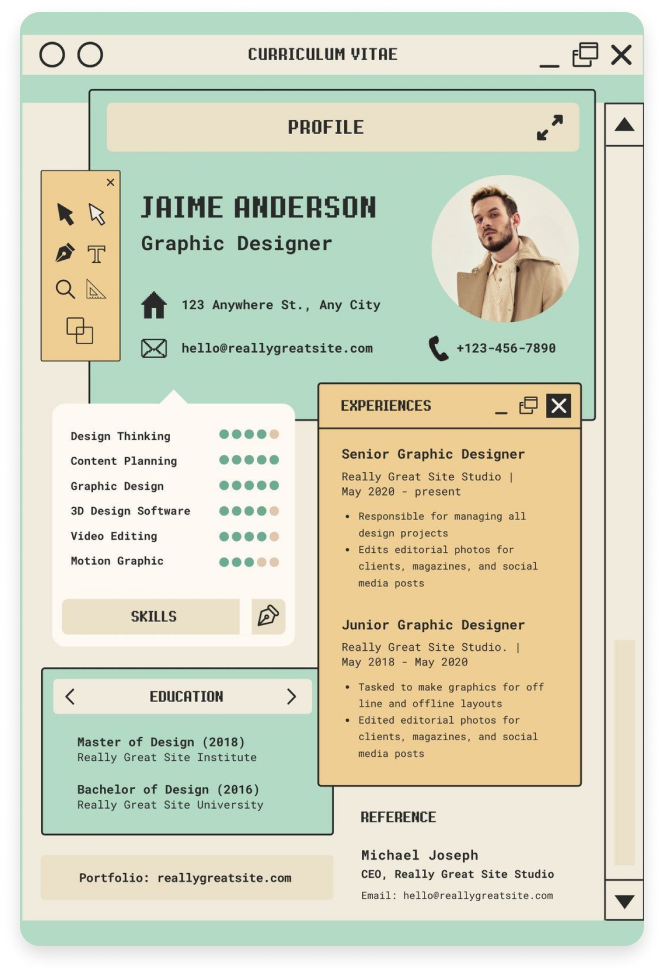 CURRICULUM VITAE
PROFILE
JAIME ANDERSON
Graphic Designer
123 Anywhere St., Any City
hello@reallygreatsite.com
+123-456-7890
Design Thinking
Content Planning
Graphic Design
3D Design Software
Video Editing
Motion Graphic
SKILLS
EXPERIENCES
Senior Graphic Designer
Really Great Site Studio |
May 2020 - present
• Responsible for managing all
design projects
• Edits editorial photos for
clients, magazines, and social
media posts
Junior Graphic Designer
Really Great Site Studio. |
May 2018 - May 2020
• Tasked to make graphics for off
line and offline layouts
• Edited editorial photos for
clients, magazines, and social
media posts
EDUCATION
Master of Design (2018)
Really Great Site Institute
Bachelor of Design (2016)
Really Great Site University
Portfolio: reallygreatsite.com
REFERENCE
Michael Joseph
CEO, Really Great Site Studio
Email: hello@reallygreatsite.com